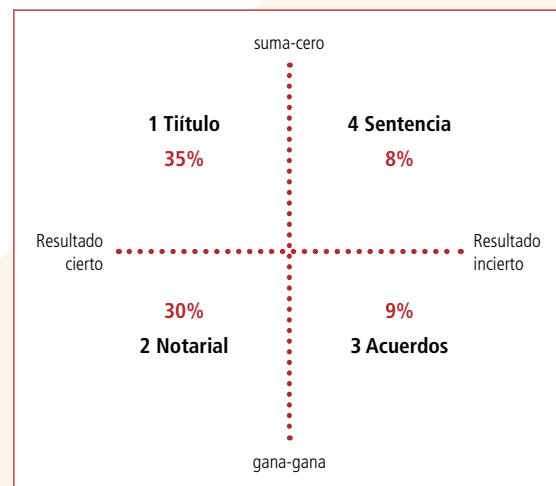 suma-cero
1 Tiítulo
4 Sentencia
35%
8%
Resultado
cierto
Resultado
incierto
30%
9%
2 Notarial
3 Acuerdos
gana-gana